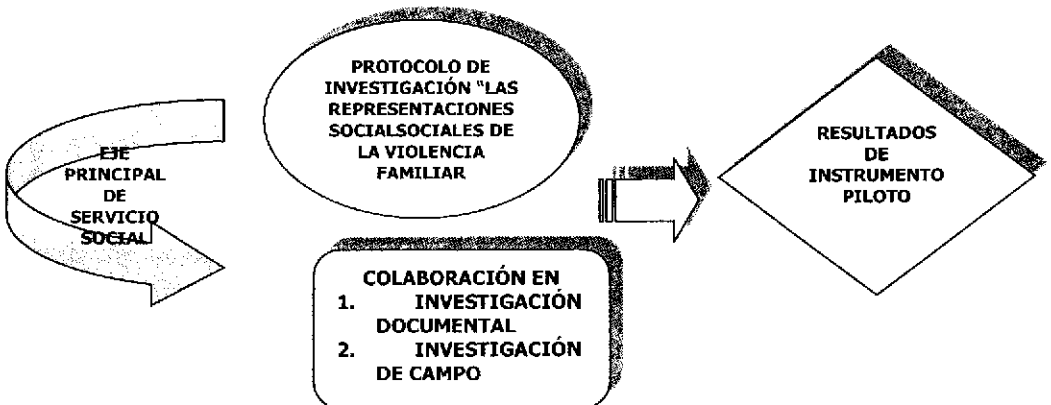 EJE
PRINCIPAL
DE
SERVICIO
SOCIAL
PROTOCOLO DE
INVESTIGACIÓN "LAS
REPRESENTACIONES
SOCIALSOCIALES DE
LA VIOLENCIA
FAMILIAR
COLABORACIÓN EN
1. INVESTIGACIÓN
DOCUMENTAL
2. INVESTIGACIÓN
DE CAMPO
RESULTADOS
DE
INSTRUMENTO
PILOTO